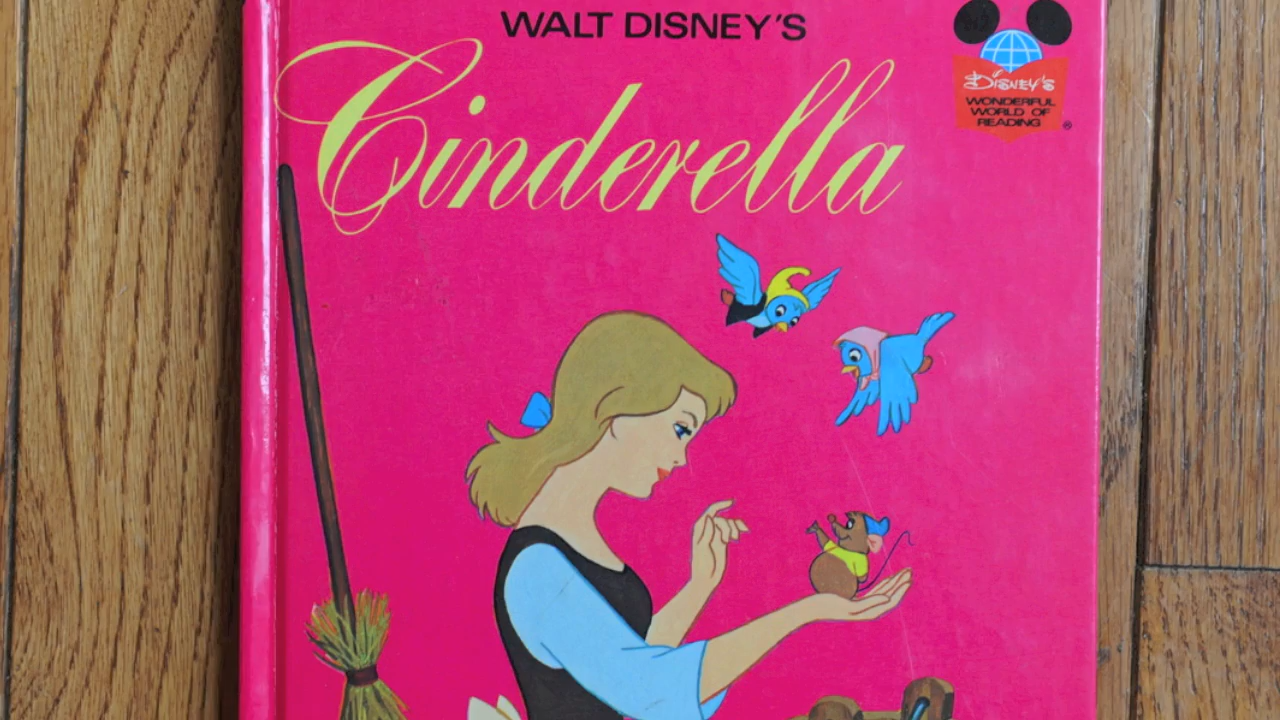 WALT DISNEY'S
Cinderella
DISNEY'S
WONDERFUL
WORLD OF
READING ®